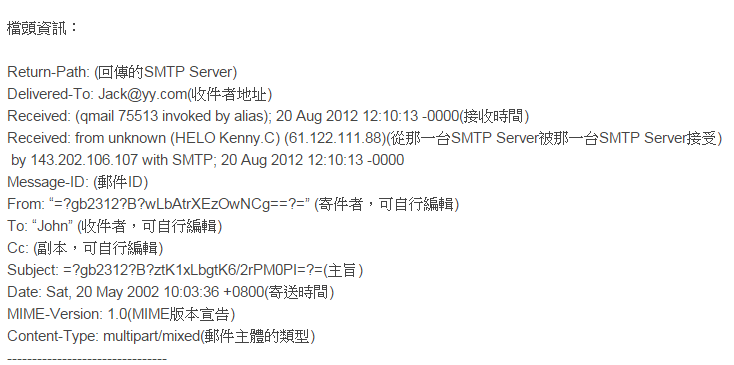 檔頭資訊：
Return-Path: (回傳的SMTP Server)
Delivered-To: Jack@yy.com(收件者地址)
Received: (qmail 75513 invoked by alias); 20 Aug 2012 12:10:13 -0000(接收時間)
Received: from unknown (HELO Kenny.C) (61.122.111.88)(從那一台SMTP Server被那一台SMTP Server接受)
by 143.202.106.107 with SMTP; 20 Aug 2012 12:10:13 -0000
Message-ID: (郵件ID)
From: “=?gb2312?B?wLbAtrXEzOwNCg==?=” (寄件者，可自行編輯)
To: “John” (收件者，可自行編輯)
Cc: (副本，可自行編輯)
Subject: =?gb2312?B?ztK1xLbgtK6/2rPM0PI=?=(主旨)
Date: Sat, 20 May 2002 10:03:36 +0800(寄送時間)
MIME-Version: 1.0(MIME版本宣告)
Content-Type: multipart/mixed(郵件主體的類型)
--------------------------------